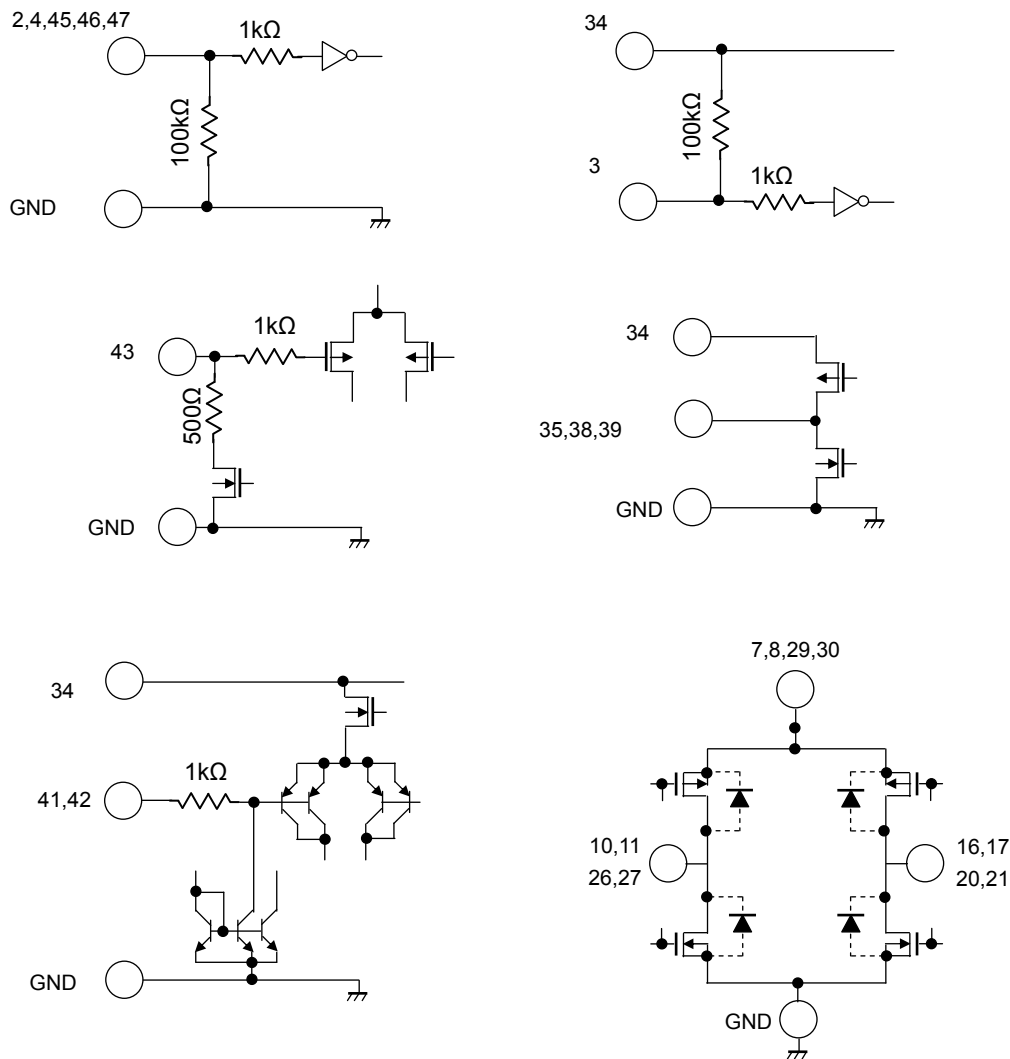 2,4,45,46,47
1kΩ
100kΩ
GND
34
100kΩ
3
1kΩ
43
1kΩ
500Ω
GND
34
35,38,39
GND
34
1kΩ
41,42
GND
7,8,29,30
10,11
26,27
16,17
20,21
GND